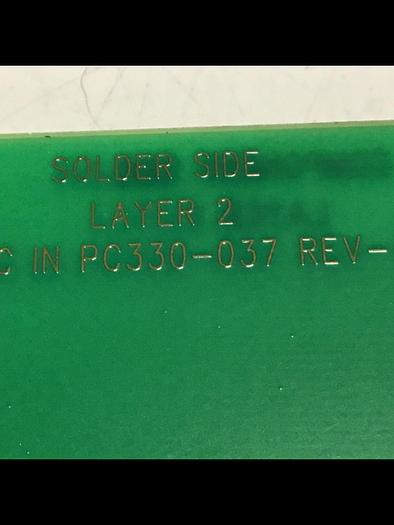 SOLDER SIDE
LAYER 2
C IN PC330-037 REV-